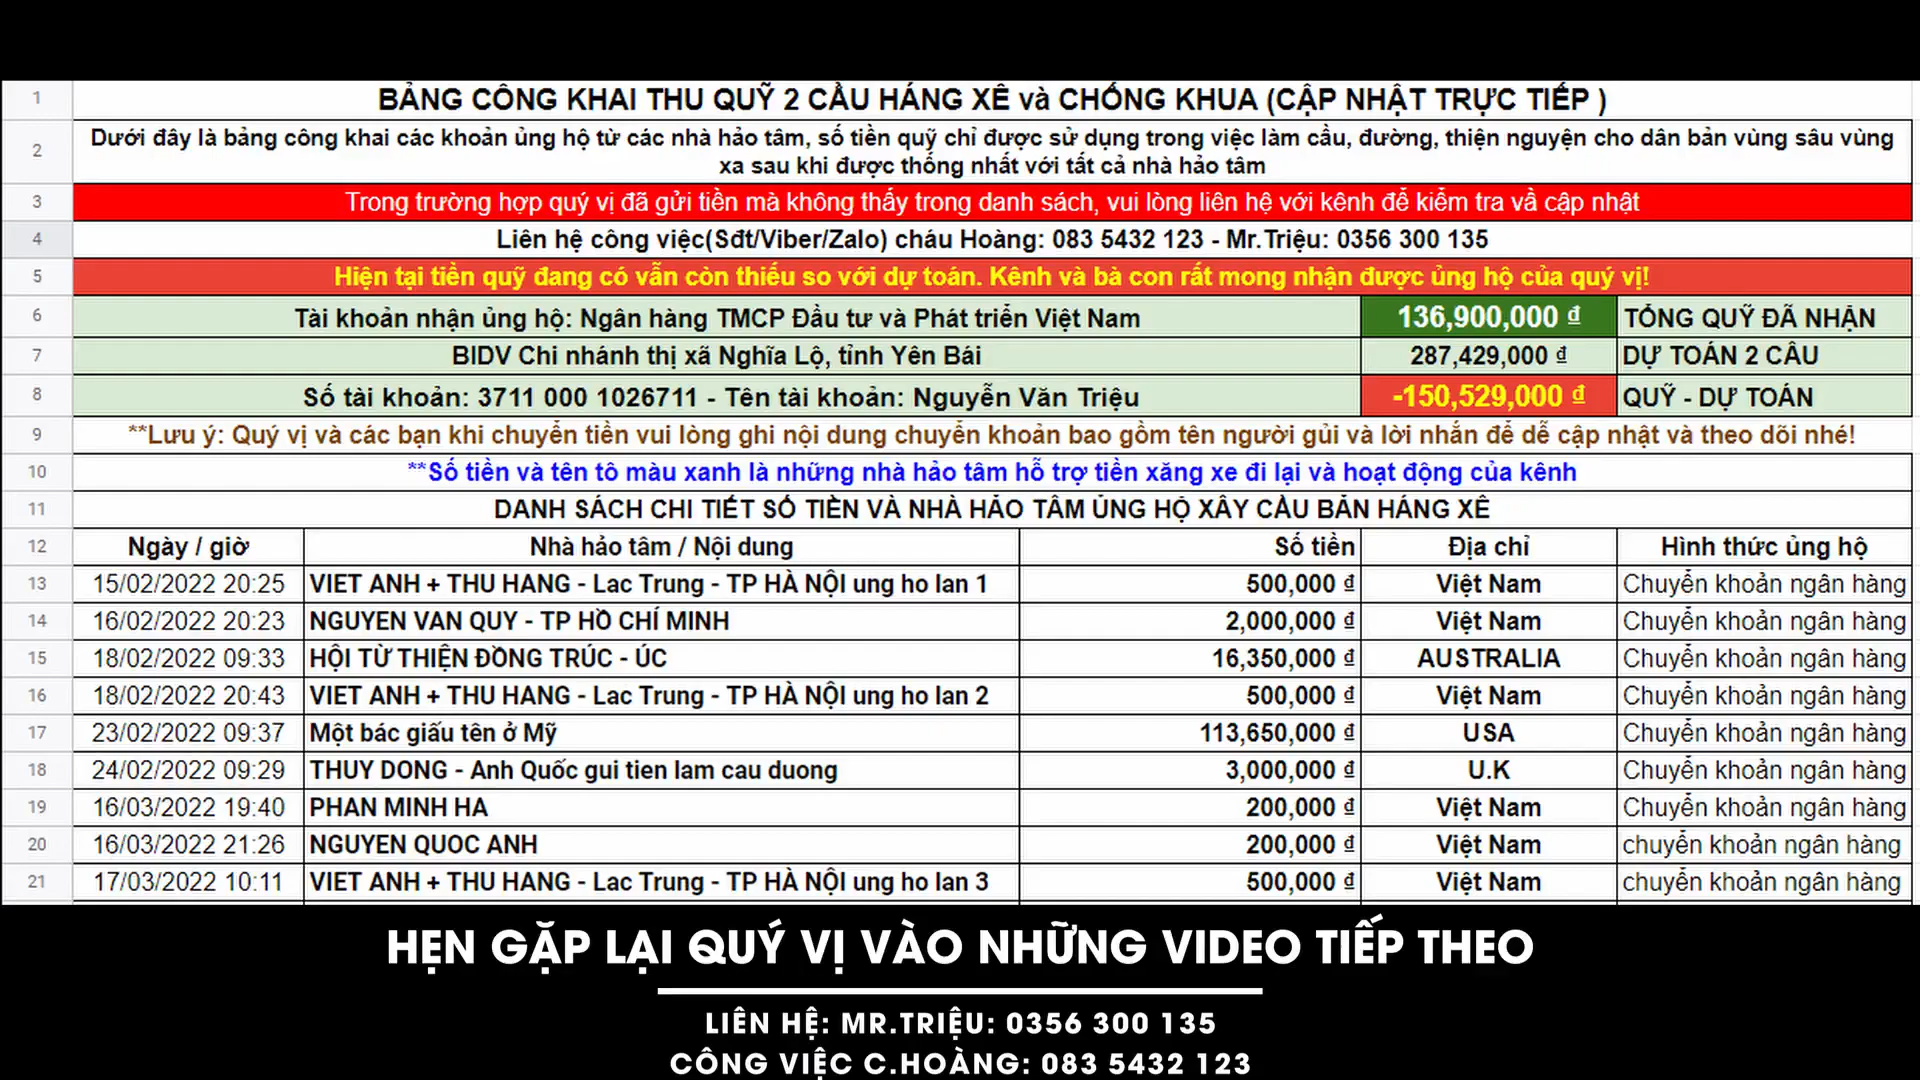 1 BẢNG CÔNG KHAI THU QUỸ 2 CẦU HÁNG XÊ và CHỐNG KHUA (CẬP NHẬT TRỰC TIẾP )
2 Dưới đây là bảng công khai các khoản ủng hộ từ các nhà hảo tâm, số tiền quỹ chỉ được sử dụng trong việc làm cầu, đường, thiện nguyện cho dân bản vùng sâu vùng
xa sau khi được thống nhất với tất cả nhà hảo tâm
3 Trong trường hợp quý vị đã gửi tiền mà không thấy trong danh sách, vui lòng liên hệ với kênh để kiểm tra và cập nhật
4 Liên hệ công việc(Sđt/Viber/Zalo) cháu Hoàng: 083 5432 123 - Mr.Triệu: 0356 300 135
5 Hiện tại tiền quỹ đang có vẫn còn thiếu so với dự toán. Kênh và bà con rất mong nhận được ủng hộ của quý vị!
6 Tài khoản nhận ủng hộ: Ngân hàng TMCP Đầu tư và Phát triển Việt Nam 136,900,000 ₫ TỔNG QUỸ ĐÃ NHẬN
7 BIDV Chi nhánh thị xã Nghĩa Lộ, tỉnh Yên Bái 287,429,000 ₫ DỰ TOÁN 2 CẦU
8 Số tài khoản: 3711 000 1026711 - Tên tài khoản: Nguyễn Văn Triệu -150,529,000 ₫ QUỸ - DỰ TOÁN
9 **Lưu ý: Quý vị và các bạn khi chuyển tiền vui lòng ghi nội dung chuyển khoản bao gồm tên người gủi và lời nhắn để dễ cập nhật và theo dõi nhé!
10 **Số tiền và tên tô màu xanh là những nhà hảo tâm hỗ trợ tiền xăng xe đi lại và hoạt động của kênh
11 DANH SÁCH CHI TIẾT SỐ TIỀN VÀ NHÀ HẢO TÂM ỦNG HỘ XÂY CẦU BẢN HÁNG XÊ
12 Ngày / giờ Nhà hảo tâm / Nội dung Số tiền Địa chỉ Hình thức ủng hộ
13 15/02/2022 20:25 VIET ANH + THU HANG - Lac Trung - TP HÀ NỘI ung ho lan 1 500,000 ₫ Việt Nam Chuyển khoản ngân hàng
14 16/02/2022 20:23 NGUYEN VAN QUY - TP HỒ CHÍ MINH 2,000,000 ₫ Việt Nam Chuyển khoản ngân hàng
15 18/02/2022 09:33 HỘI TỪ THIỆN ĐỒNG TRÚC - ÚC 16,350,000 ₫ AUSTRALIA Chuyển khoản ngân hàng
16 18/02/2022 20:43 VIET ANH + THU HANG - Lac Trung - TP HÀ NỘI ung ho lan 2 500,000 ₫ Việt Nam Chuyển khoản ngân hàng
17 23/02/2022 09:37 Một bác giấu tên ở Mỹ 113,650,000 ₫ USA Chuyển khoản ngân hàng
18 24/02/2022 09:29 THUY DONG - Anh Quốc gui tien lam cau duong 3,000,000 ₫ U.K Chuyển khoản ngân hàng
19 16/03/2022 19:40 PHAN MINH HA 200,000 ₫ Việt Nam Chuyển khoản ngân hàng
20 16/03/2022 21:26 NGUYEN QUOC ANH 200,000 ₫ Việt Nam chuyển khoản ngân hàng
21 17/03/2022 10:11 VIET ANH + THU HANG - Lac Trung - TP HÀ NỘI ung ho lan 3 500,000 ₫ Việt Nam chuyển khoản ngân hàng
HẸN GẶP LẠI QUÝ VỊ VÀO NHỮNG VIDEO TIẾP THEO
LIÊN HỆ: MR.TRIỆU: 0356 300 135
CÔNG VIỆC C.HOÀNG: 083 5432 123